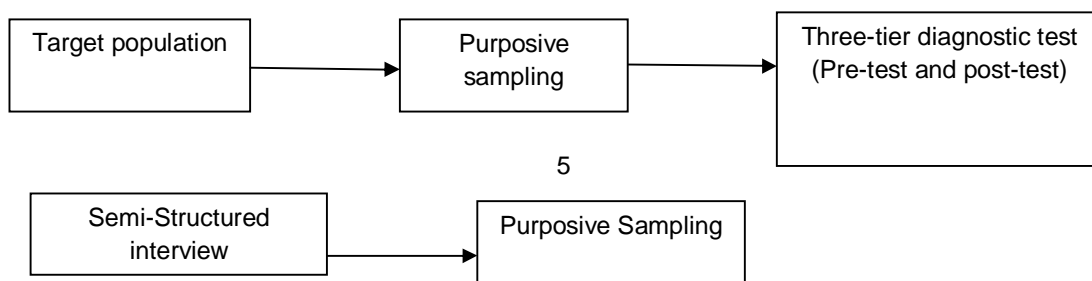 Target population
Purposive
sampling
Three-tier diagnostic test
(Pre-test and post-test)
5
Semi-Structured
interview
Purposive Sampling